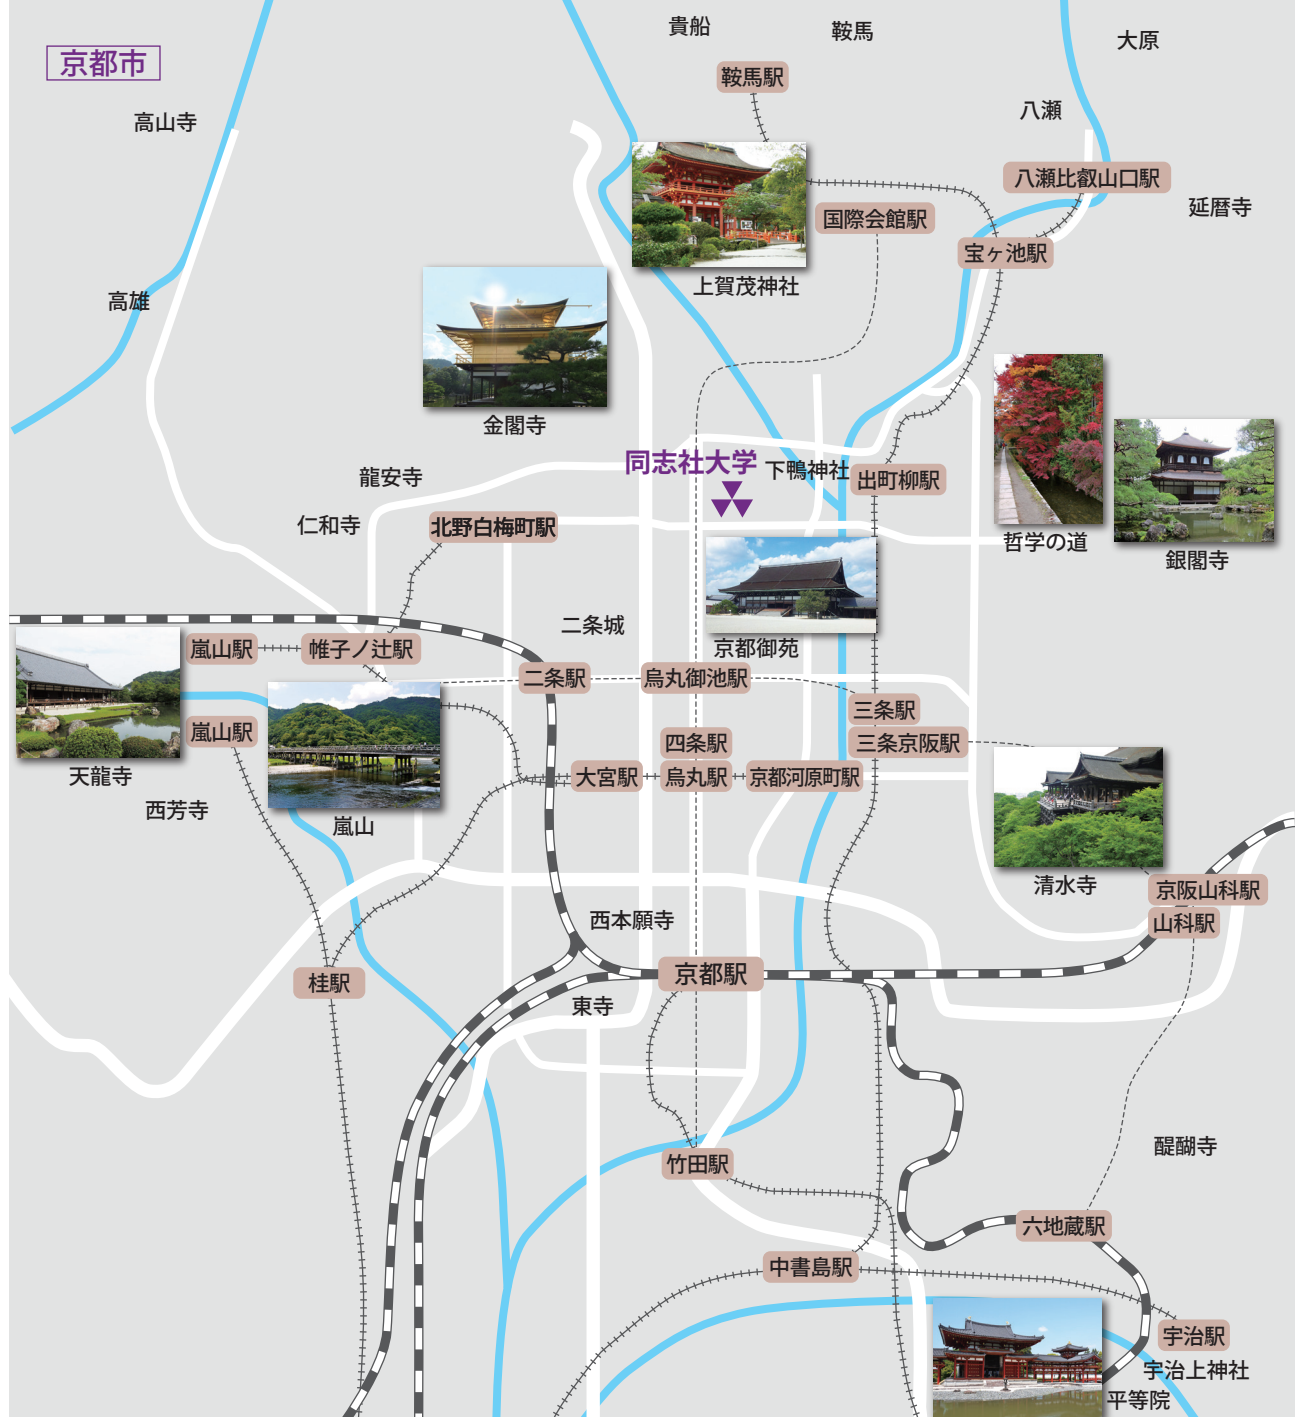 貴船
鞍馬
大原
京都市
鞍馬駅
八瀬
高山寺
八瀬比叡山口駅
延暦寺
国際会館駅
宝ヶ池駅
上賀茂神社
高雄
金閣寺
同志社大学
下鴨神社
出町柳駅
龍安寺
仁和寺
北野白梅町駅
哲学の道
銀閣寺
二条城
京都御苑
嵐山駅
帷子ノ辻駅
二条駅
烏丸御池駅
三条駅
嵐山駅
四条駅
三条京阪駅
天龍寺
大宮駅
烏丸駅
京都河原町駅
西芳寺
嵐山
清水寺
京阪山科駅
山科駅
西本願寺
京都駅
桂駅
東寺
醍醐寺
竹田駅
六地蔵駅
中書島駅
宇治駅
宇治上神社
平等院